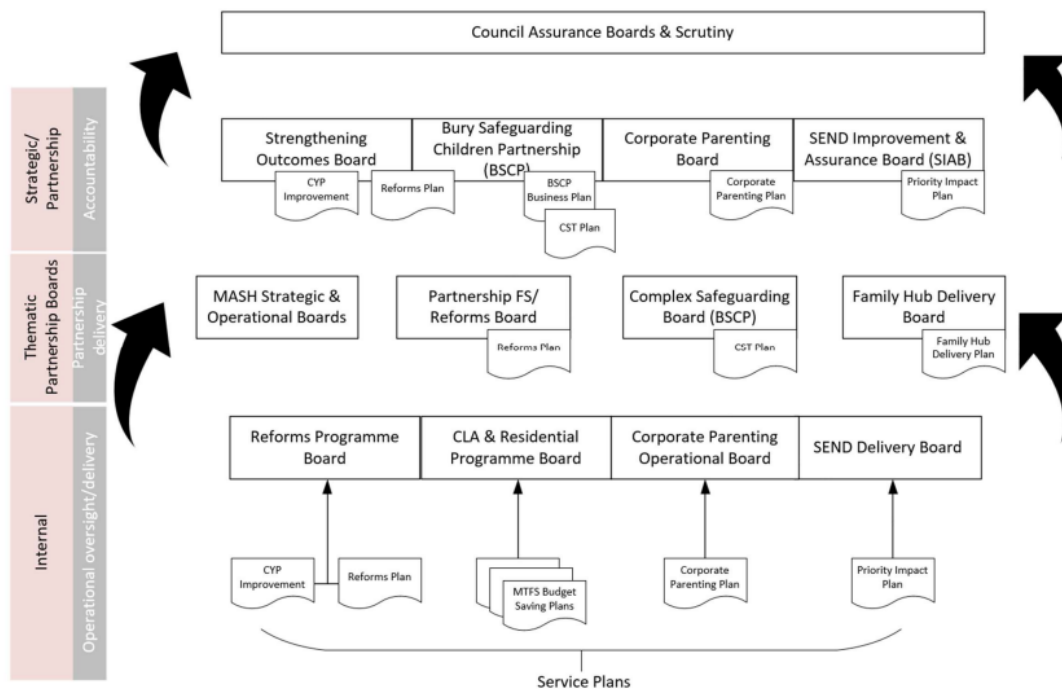 Council Assurance Boards & Scrutiny
Strategic/
Partnership
Accountability
Strengthening
Outcomes Board
Bury Safeguarding
Children Partnership
(BSCP)
Corporate Parenting
Board
SEND Improvement &
Assurance Board (SIAB)
CYP
Improvement
Reforms Plan
BSCP
Business Plan
CST Plan
Corporate
Parenting Plan
Priority Impact
Plan
Thematic
Partnership Boards
Partnership
delivery
MASH Strategic &
Operational Boards
Partnership FS/
Reforms Board
Complex Safeguarding
Board (BSCP)
Family Hub Delivery
Board
Reforms Plan
CST Plan
Family Hub
Delivery Plan
Internal
Operational oversight/delivery
Reforms Programme
Board
CLA & Residential
Programme Board
Corporate Parenting
Operational Board
SEND Delivery Board
CYP
Improvement
Reforms Plan
MTFS Budget
Saving Plans
Corporate
Parenting Plan
Priority Impact
Plan
Service Plans